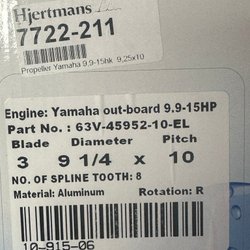 Hjertmans
7722-211
Propeller Yamaha 9,9-15hk 9,25x10
Engine: Yamaha out-board 9.9-15HP
Part No. : 63V-45952-10-EL
Blade Diameter Pitch
3 9 1/4 x 10
NO. OF SPLINE TOOTH: 8
Material: Aluminum Rotation: R
10-915-06